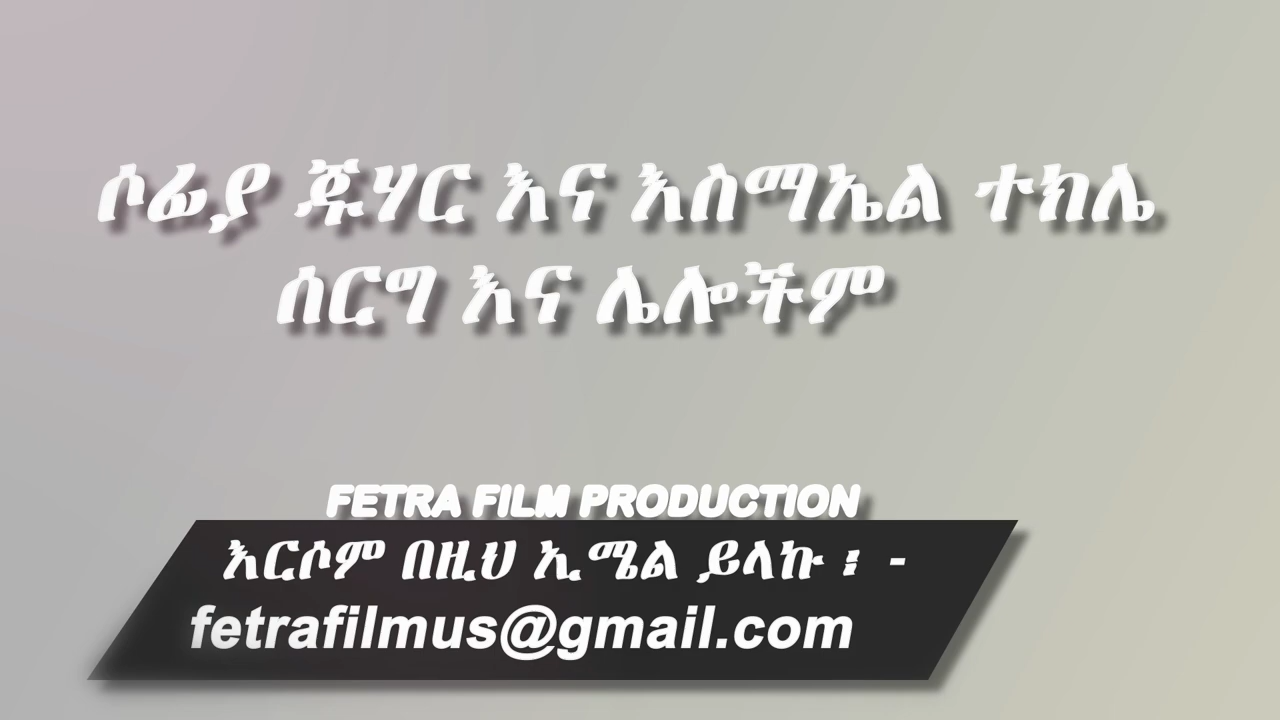 ሶፊያ ጁሃር እና እስማኤል ተክሌ
ሰርግ እና ሌሎችም
FETRA FILM PRODUCTION
እርሶም በዚህ ኢሜል ይላኩ ፤ -
fetrafilmus@gmail.com